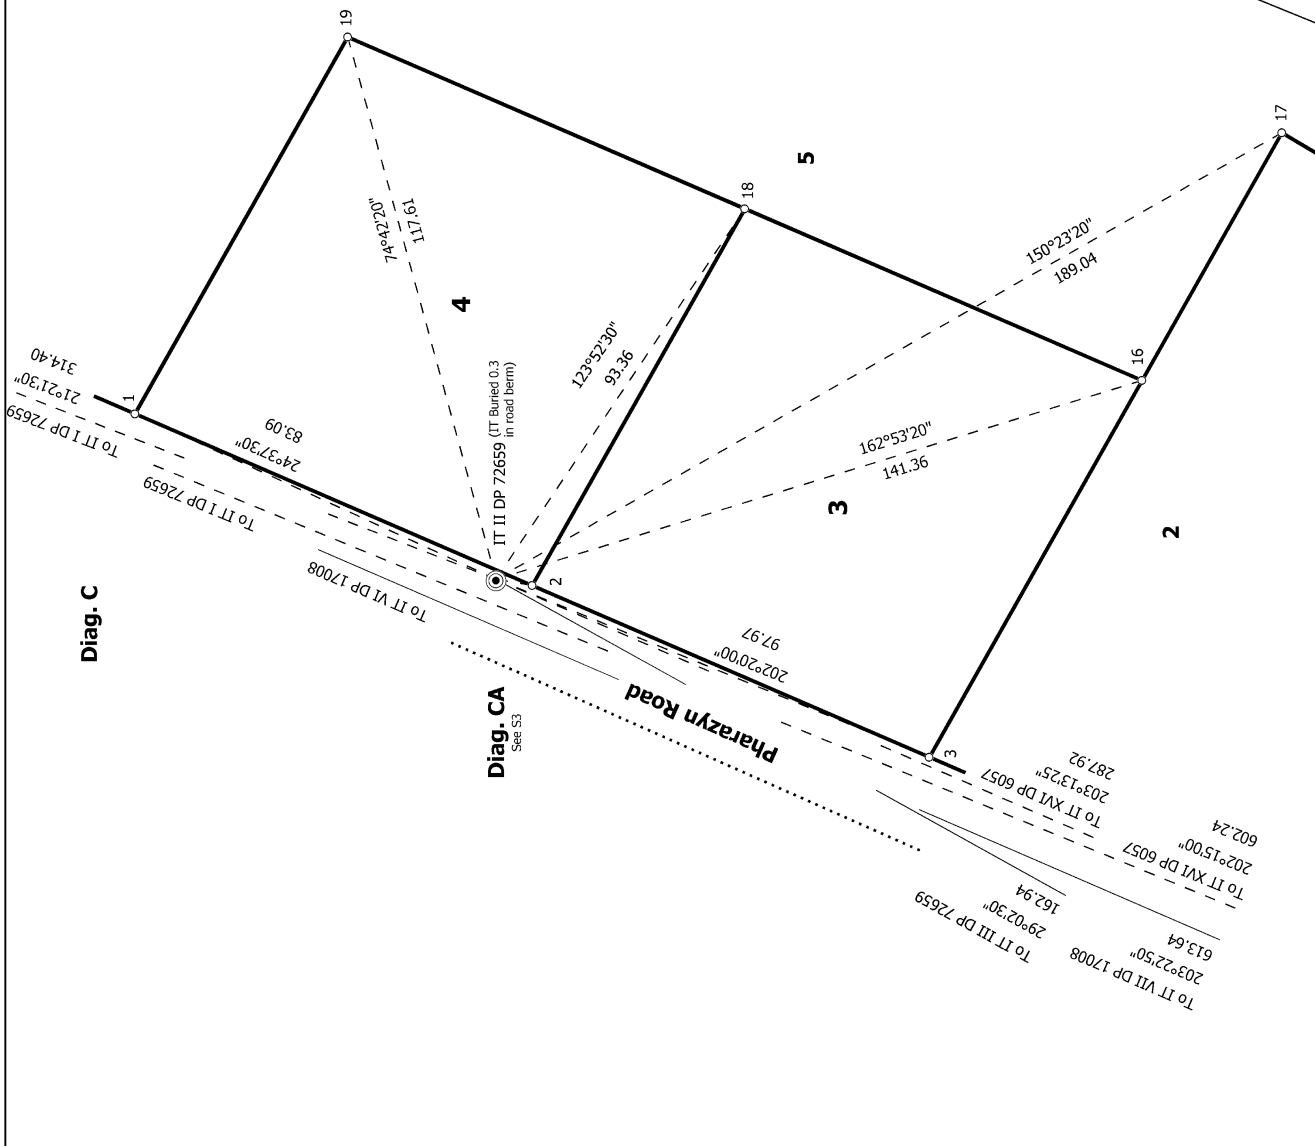 19
314.40
21°21'30"
To IT I DP 72659
1
To IT I DP 72659
83.09
24°37'30"
74°42'20"
117.61
4
18
5
17
150°23'20"
189.04
123°52'30"
93.36
IT II DP 72659 (IT Buried 0.3
in road berm)
162°53'20"
141.36
16
3
2
2
To IT VI DP 17008
Diag. C
Diag. CA
See S3
Pharazyn Road
97.97
202°20'00"
3
287.92
203°13'25"
To IT XVI DP 6057
602.24
202°15'00"
To IT XVI DP 6057
162.94
29°02'30"
To IT III DP 72659
613.64
203°22'50"
To IT VII DP 17008